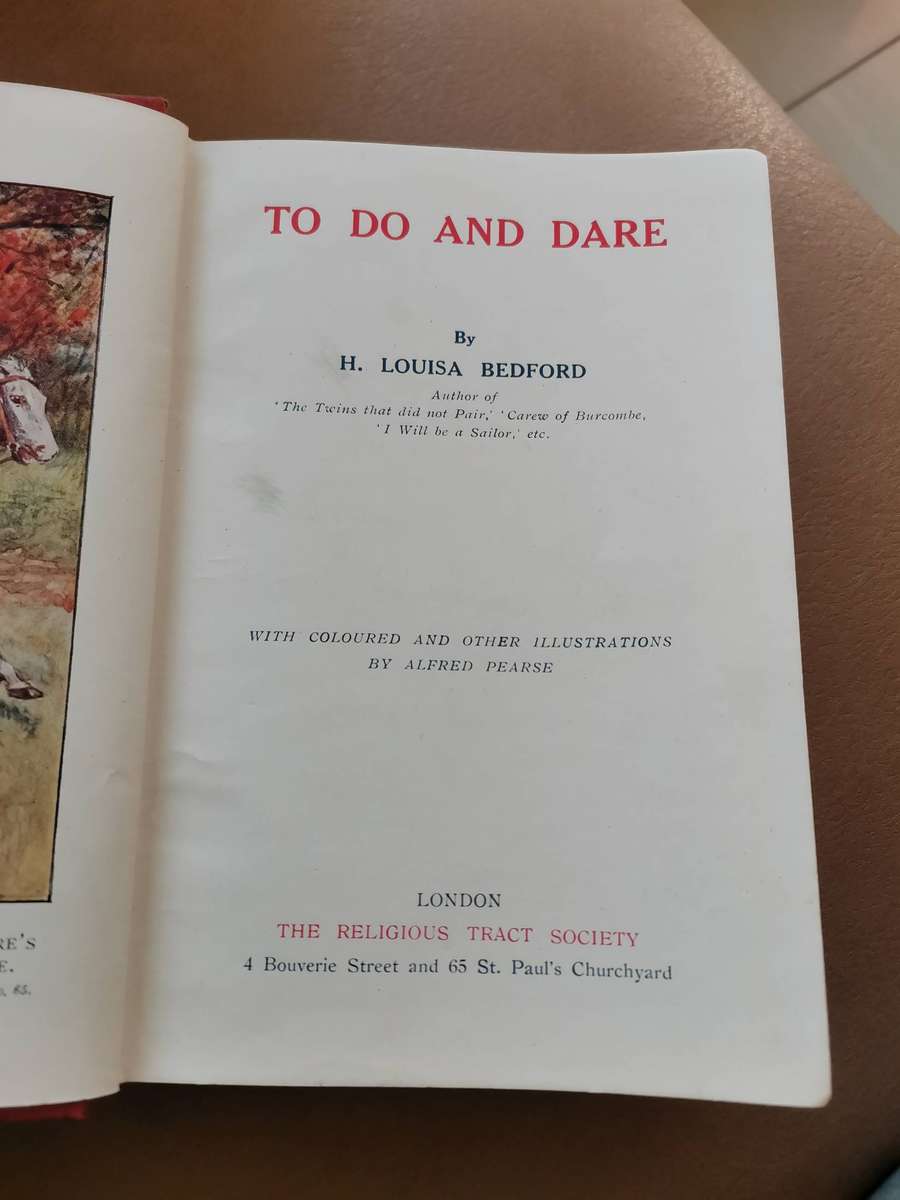 RE'S
E.
65.
TO DO AND DARE
By
H. LOUISA BEDFORD
Author of
'The Twins that did not Pair,' 'Carew of Burcombe,
'I Will be a Sailor,' etc.
WITH COLOURED AND OTHER ILLUSTRATIONS
BY ALFRED PEARSE
LONDON
THE RELIGIOUS TRACT SOCIETY
4 Bouverie Street and 65 St. Paul's Churchyard